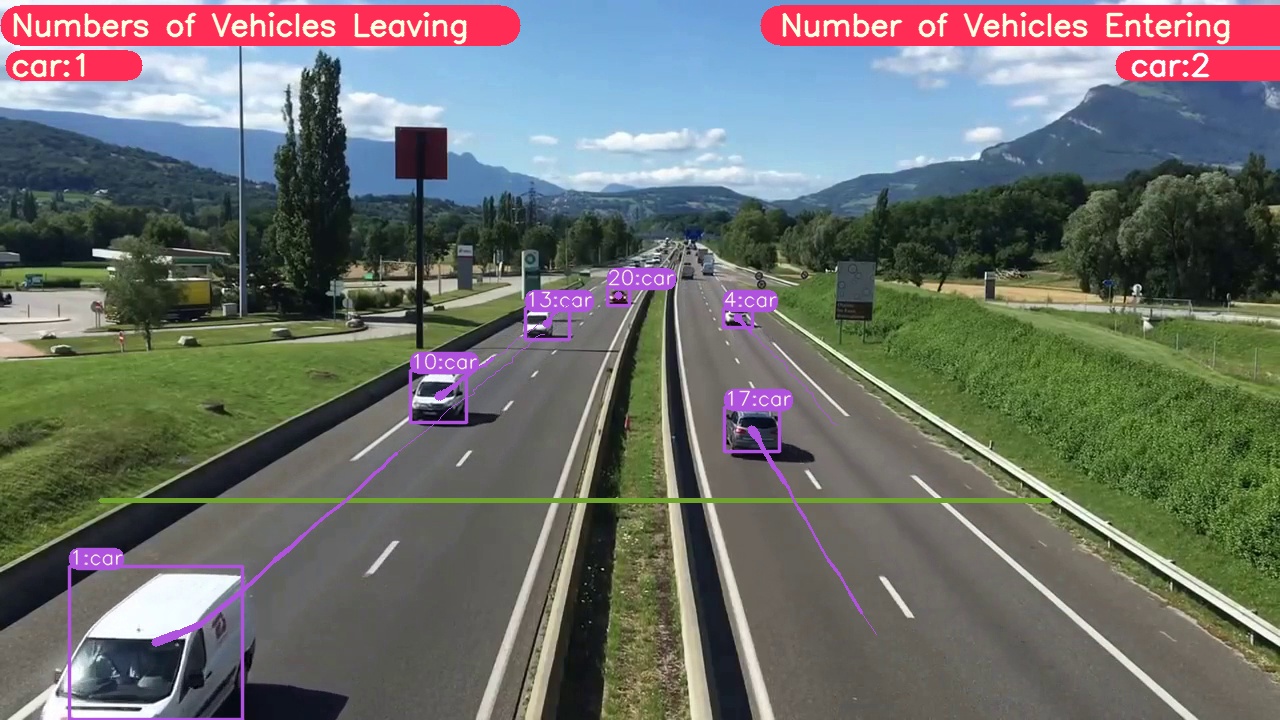 Numbers of Vehicles Leaving
car:1
Number of Vehicles Entering
car:2
20:car
13:car
4:car
10:car
17:car
1:car